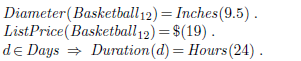 Diameter(Basketball₁₂) = Inches(9.5) .
ListPrice(Basketball₁₂) = $(19) .
d ∈ Days ⇒ Duration(d) = Hours(24) .